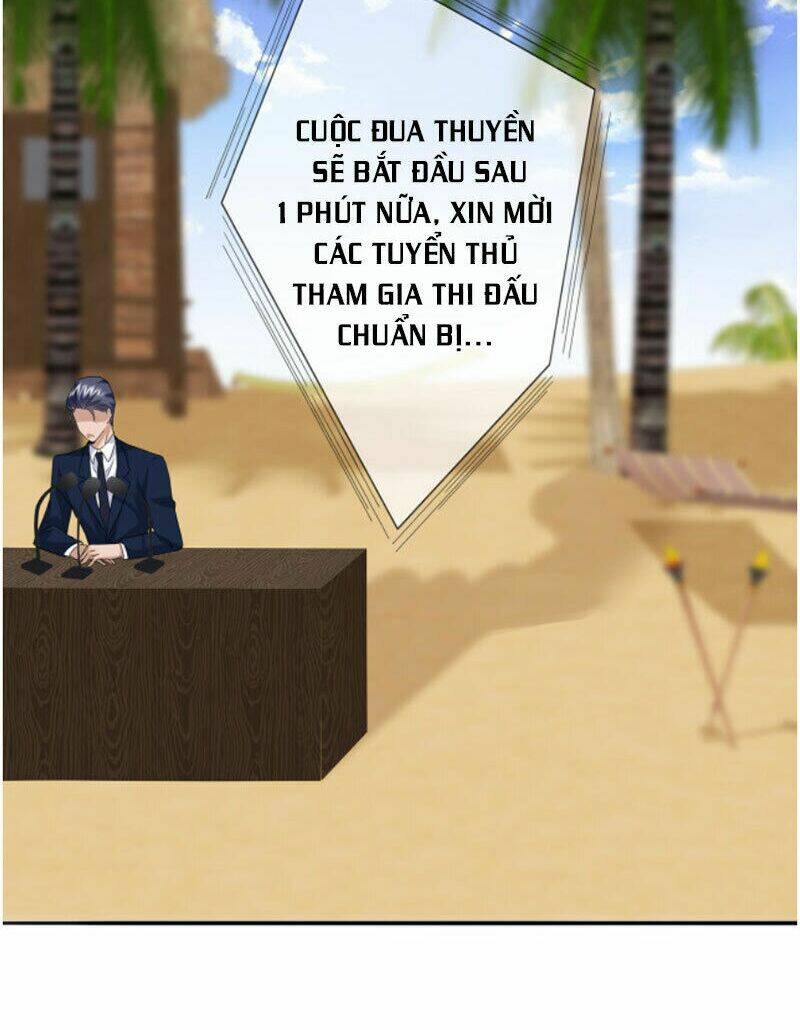 CUỘC ĐUA THUYỀN
SẼ BẮT ĐẦU SAU
1 PHÚT NỮA, XIN MỜI
CÁC TUYỂN THỦ
THAM GIA THI ĐẤU
CHUẨN BỊ...